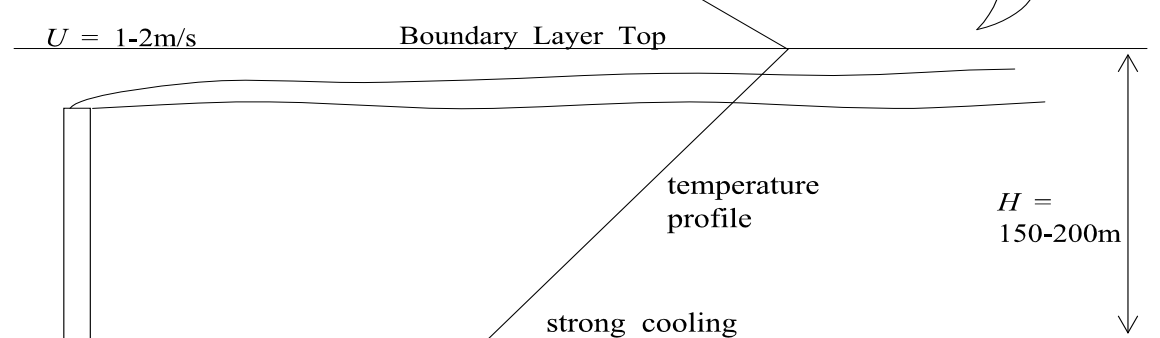 U = 1-2m/s
Boundary Layer Top
temperature
profile
H =
150-200m
strong cooling